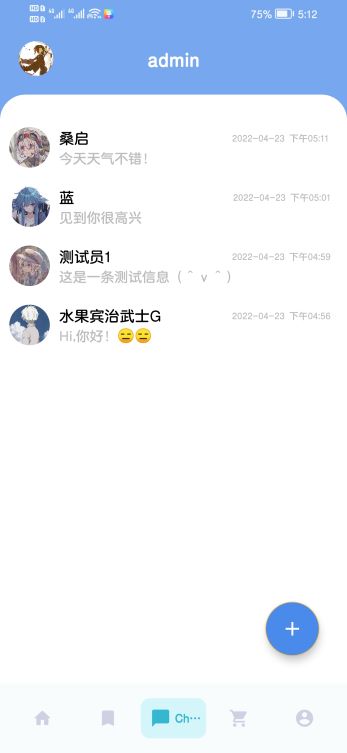 75% 5:12
admin
桑启 2022-04-23 下午05:11
今天天气不错！
蓝 2022-04-23 下午05:01
见到你很高兴
测试员1 2022-04-23 下午04:59
这是一条测试信息（＾ｖ＾）
水果宾治武士G 2022-04-23 下午04:56
Hi,你好！😑😑
Ch…